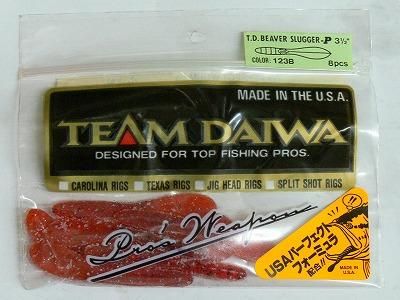 T.D. BEAVER SLUGGER-P 3½"
COLOR: 123B 8pcs
MADE IN THE U.S.A.
TEAM DAIWA
DESIGNED FOR TOP FISHING PROS.
CAROLINA RIGS TEXAS RIGS JIG HEAD RIGS SPLIT SHOT RIGS
Pro's Weapon
USAパーフェクト
フォーミュラ
配合!!
MADE IN
U.S.A.